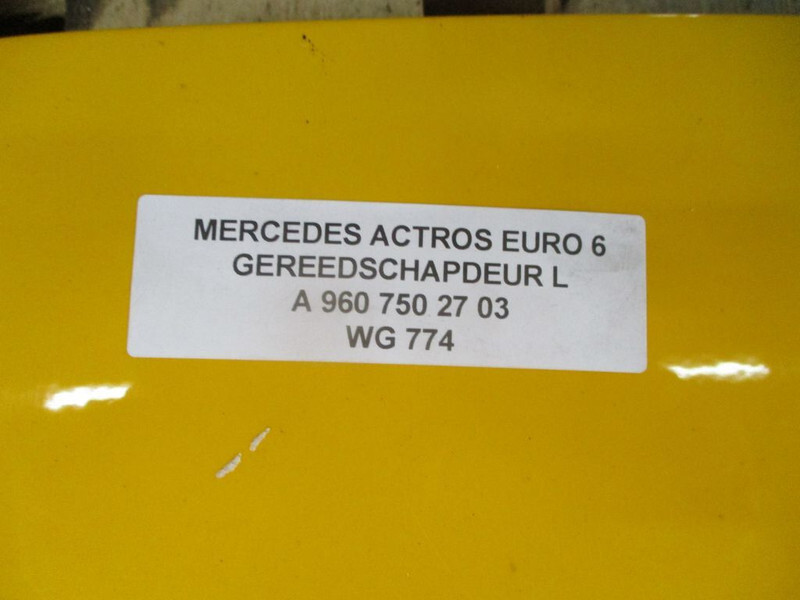 MERCEDES ACTROS EURO 6
GEREEDSCHAPDEUR L
A 960 750 27 03
WG 774